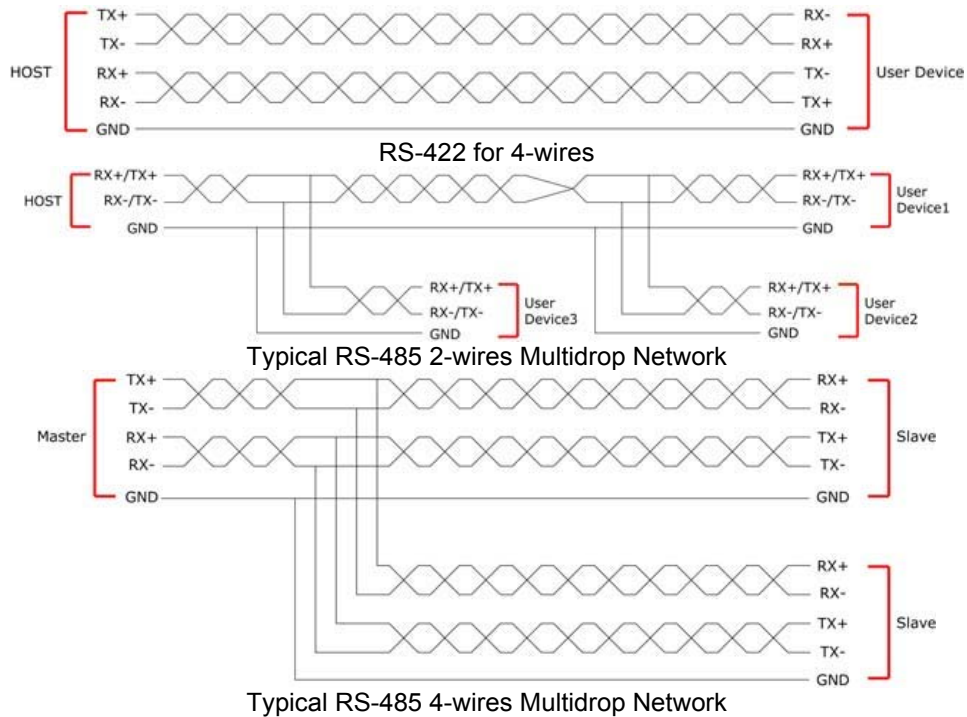 TX+ RX-
TX- RX+
HOST User Device
RX+ TX-
RX- TX+
GND GND
RS-422 for 4-wires
RX+/TX+ RX+/TX+
HOST RX-/TX- RX-/TX- User
Device1
GND GND
RX+/TX+ RX+/TX+
RX-/TX- User RX-/TX- User
Device3 Device2
GND GND
Typical RS-485 2-wires Multidrop Network
TX+ RX+
TX- RX-
Master RX+ TX+ Slave
RX- TX-
GND GND
RX+
RX-
TX+ Slave
TX-
GND
Typical RS-485 4-wires Multidrop Network